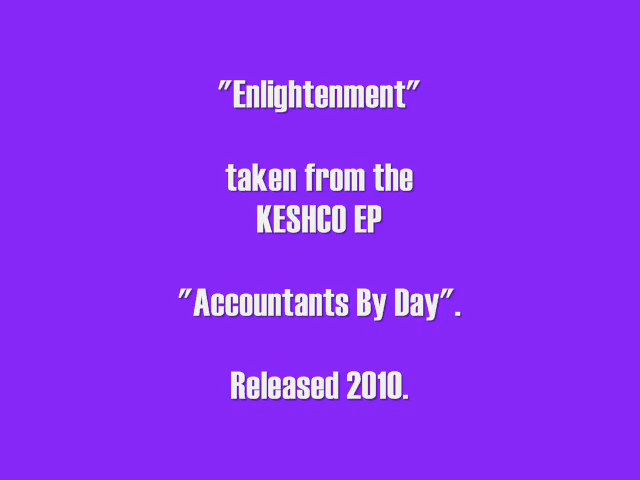 "Enlightenment"
taken from the
KESHCO EP
"Accountants By Day".
Released 2010.